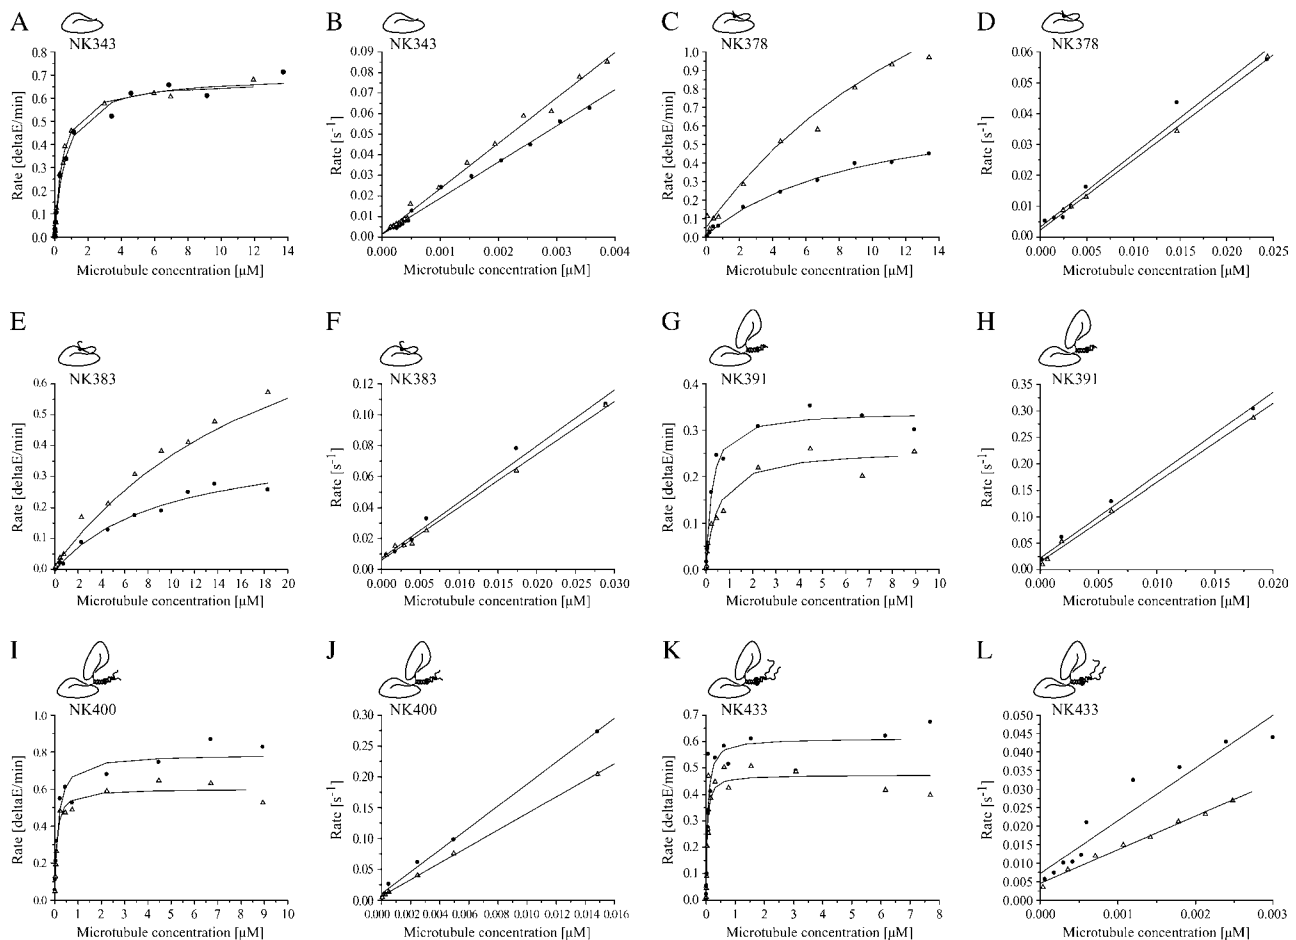 A
NK343
Rate [deltaE/min]
0.8
0.7
0.6
0.5
0.4
0.3
0.2
0.1
0.0
0 2 4 6 8 10 12 14
Microtubule concentration [µM]
B
NK343
Rate [s⁻¹]
0.09
0.08
0.07
0.06
0.05
0.04
0.03
0.02
0.01
0.00
0.000 0.001 0.002 0.003 0.004
Microtubule concentration [µM]
C
NK378
Rate [deltaE/min]
1.0
0.9
0.8
0.7
0.6
0.5
0.4
0.3
0.2
0.1
0.0
0 2 4 6 8 10 12 14
Microtubule concentration [µM]
D
NK378
Rate [s⁻¹]
0.06
0.05
0.04
0.03
0.02
0.01
0.00
0.000 0.005 0.010 0.015 0.020 0.025
Microtubule concentration [µM]
E
NK383
Rate [deltaE/min]
0.6
0.5
0.4
0.3
0.2
0.1
0.0
0 2 4 6 8 10 12 14 16 18 20
Microtubule concentration [µM]
F
NK383
Rate [s⁻¹]
0.12
0.10
0.08
0.06
0.04
0.02
0.00
0.000 0.005 0.010 0.015 0.020 0.025 0.030
Microtubule concentration [µM]
G
NK391
Rate [deltaE/min]
0.4
0.3
0.2
0.1
0.0
0 1 2 3 4 5 6 7 8 9 10
Microtubule concentration [µM]
H
NK391
Rate [s⁻¹]
0.35
0.30
0.25
0.20
0.15
0.10
0.05
0.00
0.000 0.005 0.010 0.015 0.020
Microtubule concentration [µM]
I
NK400
Rate [deltaE/min]
1.0
0.8
0.6
0.4
0.2
0.0
0 1 2 3 4 5 6 7 8 9 10
Microtubule concentration [µM]
J
NK400
Rate [s⁻¹]
0.30
0.25
0.20
0.15
0.10
0.05
0.00
0.000 0.002 0.004 0.006 0.008 0.010 0.012 0.014 0.016
Microtubule concentration [µM]
K
NK433
Rate [deltaE/min]
0.7
0.6
0.5
0.4
0.3
0.2
0.1
0.0
0 1 2 3 4 5 6 7 8
Microtubule concentration [µM]
L
NK433
Rate [s⁻¹]
0.050
0.045
0.040
0.035
0.030
0.025
0.020
0.015
0.010
0.005
0.000
0.000 0.001 0.002 0.003
Microtubule concentration [µM]